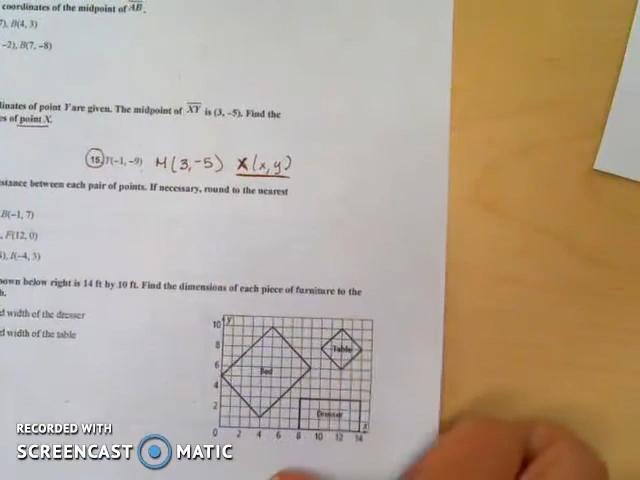 coordinates of the midpoint of AB.
7), B(4, 3)
-2), B(7, -8)
linates of point Y are given. The midpoint of XY is (3, -5). Find the
es of point X.
15. Y(-1, -9) M(3,-5) X(x,y)
stance between each pair of points. If necessary, round to the nearest
B(-1, 7)
, F(12, 0)
), I(-4, 3)
own below right is 14 ft by 10 ft. Find the dimensions of each piece of furniture to the
h.
d width of the dresser
d width of the table
10 y
8
6
4
2
0 2 4 6 8 10 12 14 x
Bed
Table
Dresser
RECORDED WITH
SCREENCAST MATIC